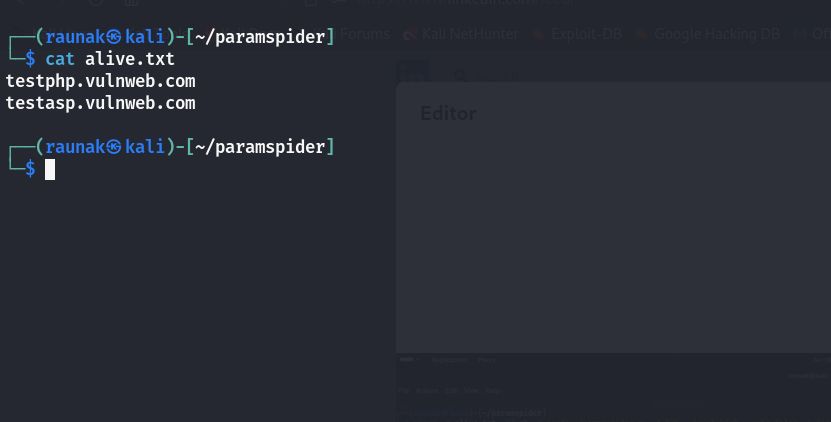 ┌──(raunak㉿kali)-[~/paramspider]
└─$ cat alive.txt
testphp.vulnweb.com
testasp.vulnweb.com
┌──(raunak㉿kali)-[~/paramspider]
└─$
Forums Kali NetHunter Exploit-DB Google Hacking DB
Editor